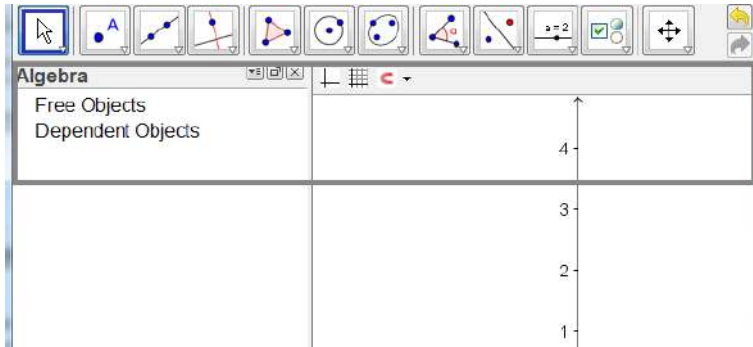 A
α
a = 2
Algebra
Free Objects
Dependent Objects
4
3
2
1